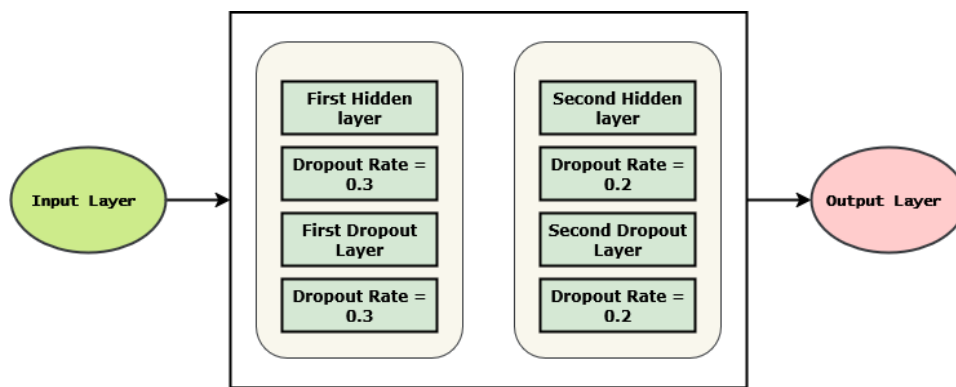 Input Layer
First Hidden
layer
Dropout Rate =
0.3
First Dropout
Layer
Dropout Rate =
0.3
Second Hidden
layer
Dropout Rate =
0.2
Second Dropout
Layer
Dropout Rate =
0.2
Output Layer